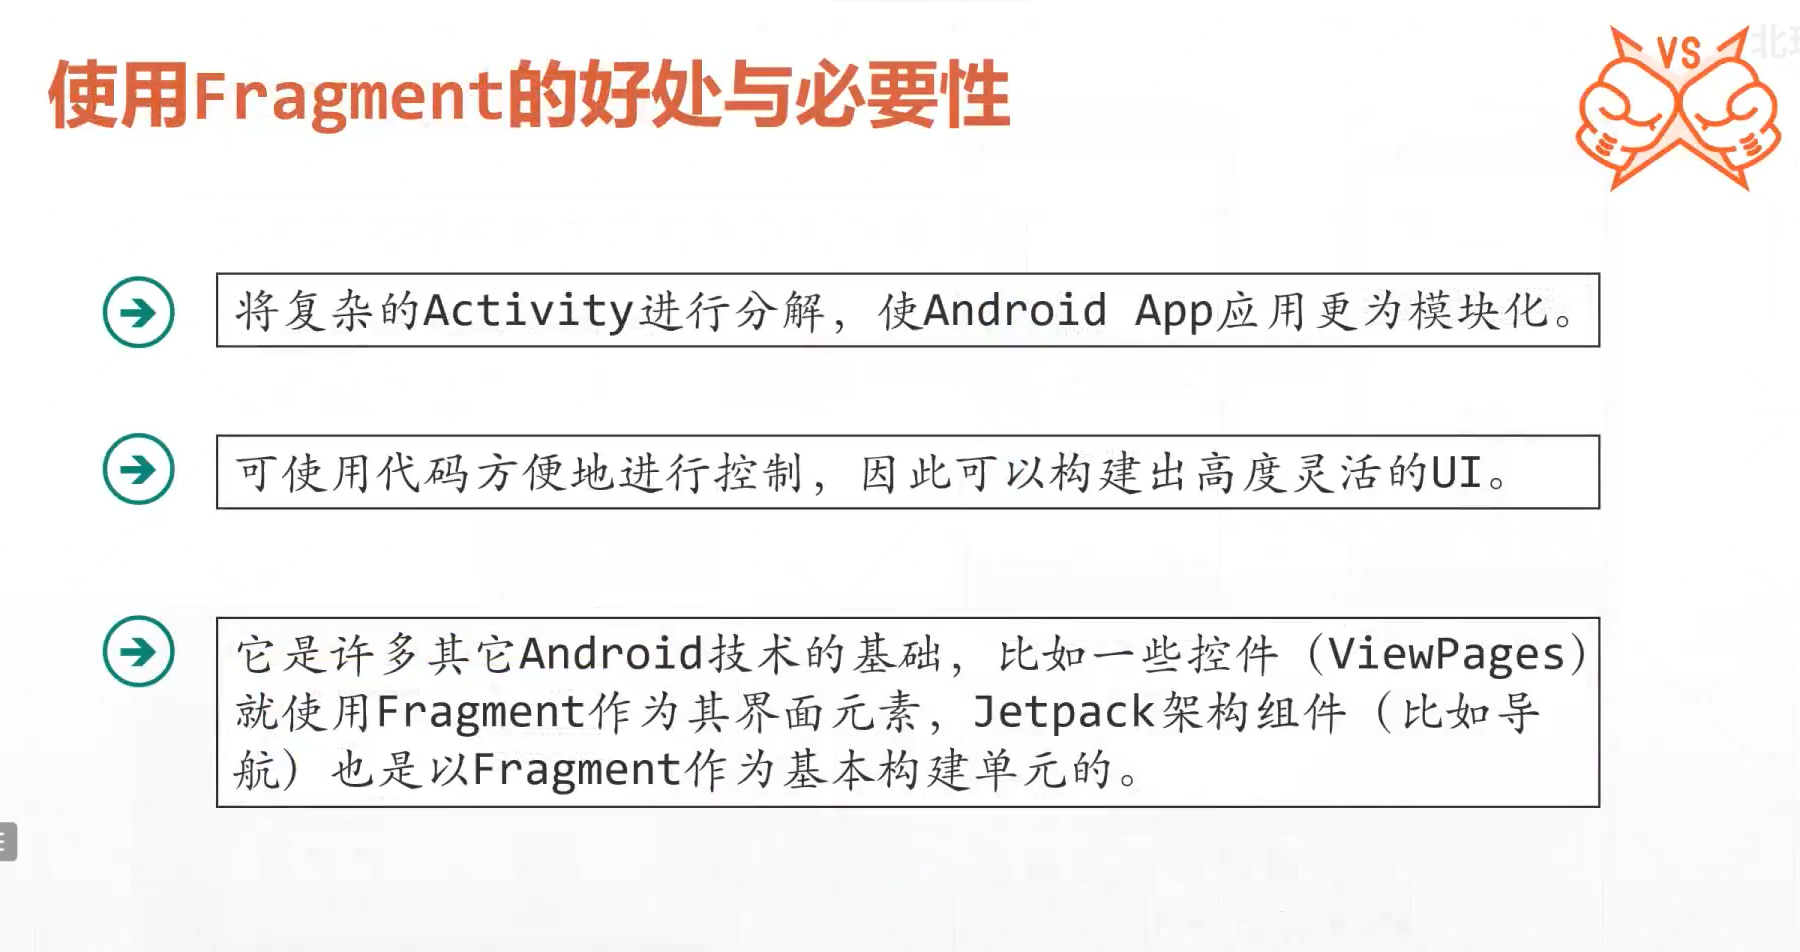 使用Fragment的好处与必要性
VS
将复杂的Activity进行分解，使Android App应用更为模块化。
可使用代码方便地进行控制，因此可以构建出高度灵活的UI。
它是许多其它Android技术的基础，比如一些控件（ViewPages）
就使用Fragment作为其界面元素，Jetpack架构组件（比如导
航）也是以Fragment作为基本构建单元的。